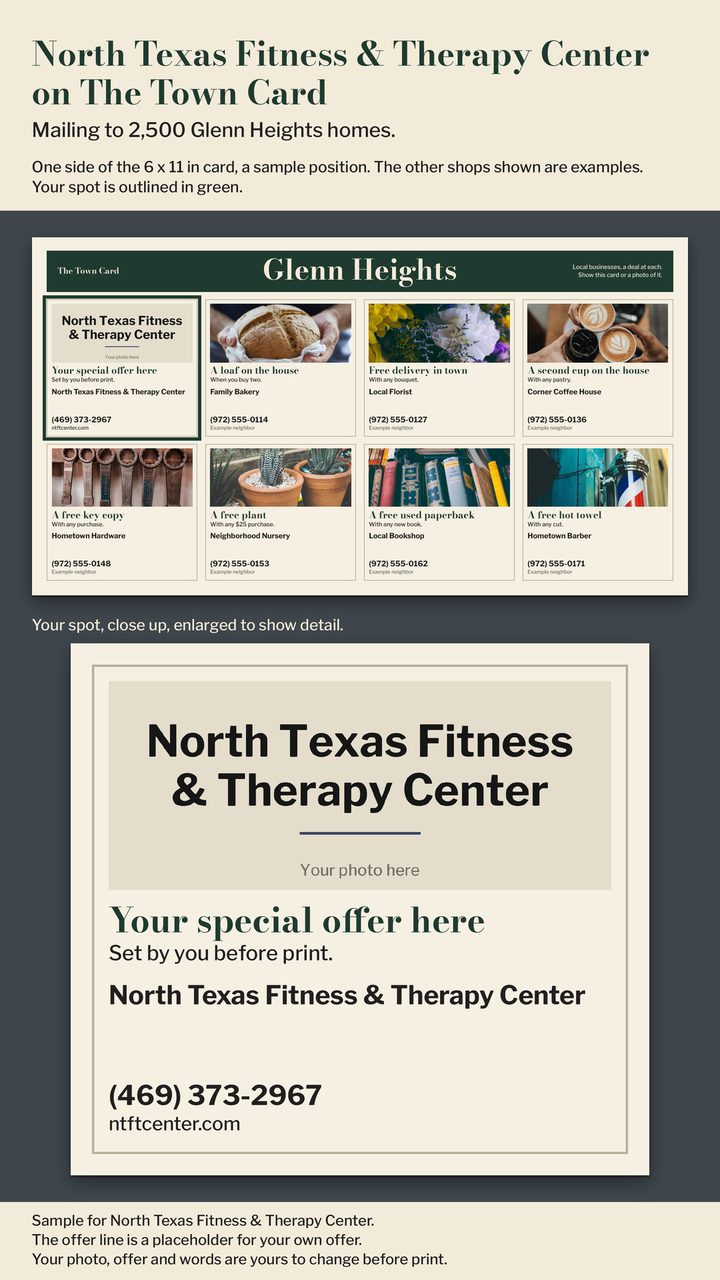 North Texas Fitness & Therapy Center
on The Town Card
Mailing to 2,500 Glenn Heights homes.
One side of the 6 x 11 in card, a sample position. The other shops shown are examples.
Your spot is outlined in green.
The Town Card
Glenn Heights
Local businesses, a deal at each.
Show this card or a photo of it.
North Texas Fitness
& Therapy Center
Your photo here
Your special offer here
Set by you before print.
North Texas Fitness & Therapy Center
(469) 373-2967
ntftcenter.com
A loaf on the house
When you buy two.
Family Bakery
(972) 555-0114
Example neighbor
Free delivery in town
With any bouquet.
Local Florist
(972) 555-0127
Example neighbor
A second cup on the house
With any pastry.
Corner Coffee House
(972) 555-0136
Example neighbor
A free key copy
With any purchase.
Hometown Hardware
(972) 555-0148
Example neighbor
A free plant
With any $25 purchase.
Neighborhood Nursery
(972) 555-0153
Example neighbor
A free used paperback
With any new book.
Local Bookshop
(972) 555-0162
Example neighbor
A free hot towel
With any cut.
Hometown Barber
(972) 555-0171
Example neighbor
Your spot, close up, enlarged to show detail.
North Texas Fitness
& Therapy Center
Your photo here
Your special offer here
Set by you before print.
North Texas Fitness & Therapy Center
(469) 373-2967
ntftcenter.com
Sample for North Texas Fitness & Therapy Center.
The offer line is a placeholder for your own offer.
Your photo, offer and words are yours to change before print.